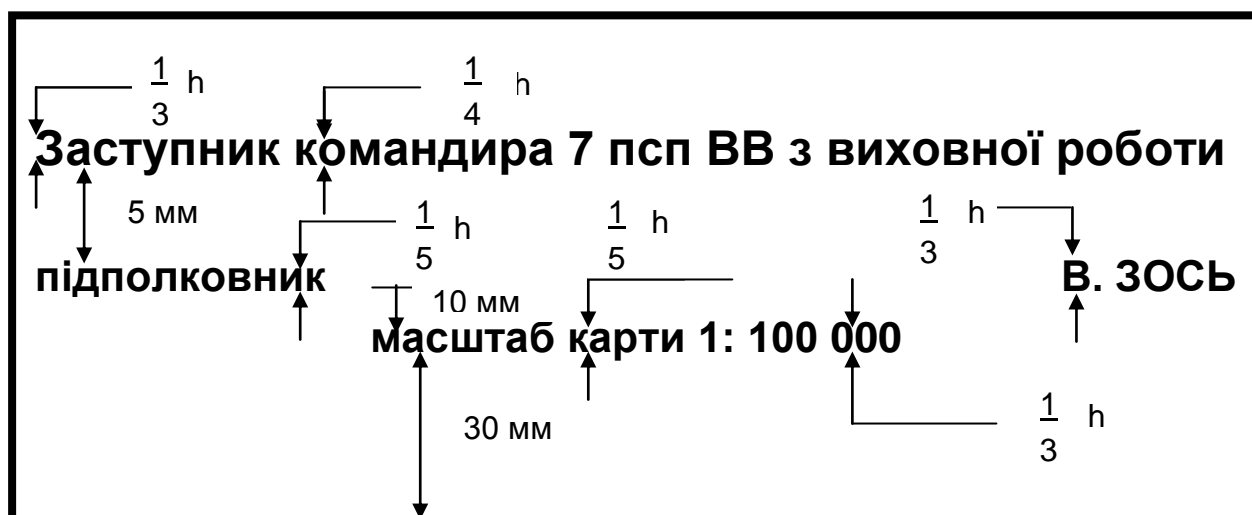 1/3 h 1/4 h
Заступник командира 7 псп ВВ з виховної роботи
5 мм 1/5 h 1/5 h 1/3 h
підполковник В. ЗОСЬ
10 мм
масштаб карти 1: 100 000
30 мм 1/3 h